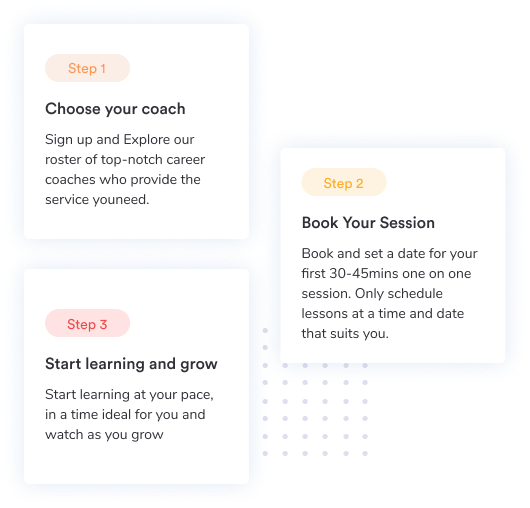 Step 1
Choose your coach
Sign up and Explore our
roster of top-notch career
coaches who provide the
service youneed.
Step 2
Book Your Session
Book and set a date for your
first 30-45mins one on one
session. Only schedule
lessons at a time and date
that suits you.
Step 3
Start learning and grow
Start learning at your pace,
in a time ideal for you and
watch as you grow